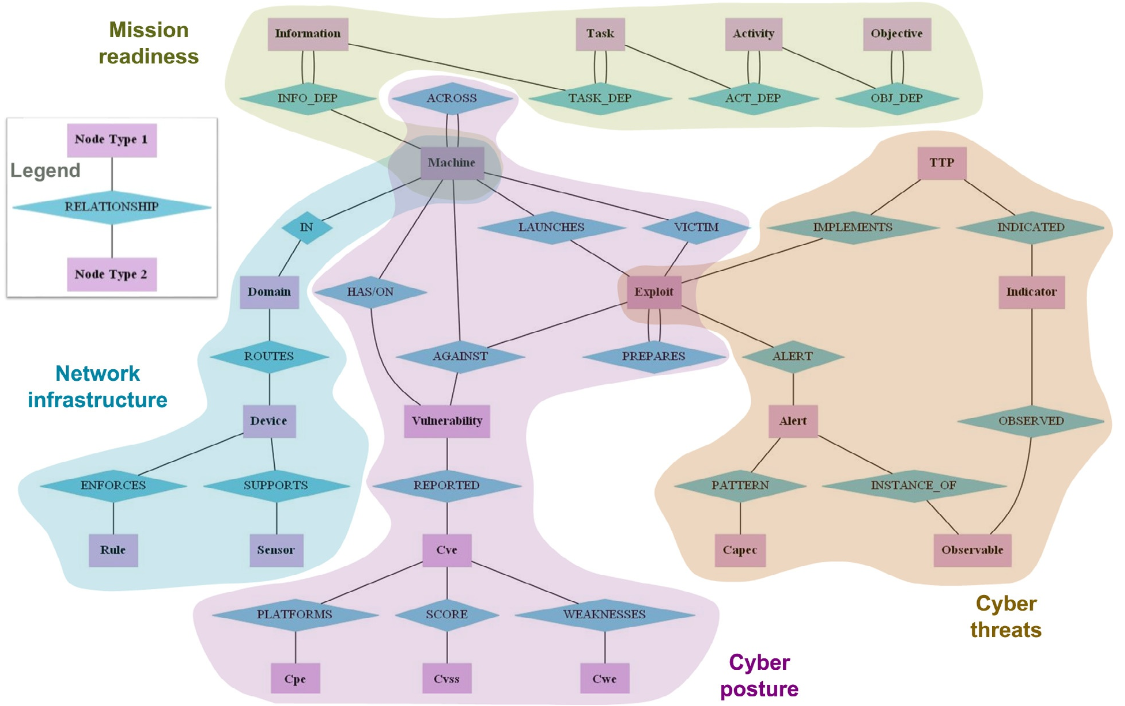 Mission
readiness
Information
Task
Activity
Objective
INFO_DEP
ACROSS
TASK_DEP
ACT_DEP
OBJ_DEP
Legend
Node Type 1
RELATIONSHIP
Node Type 2
Machine
TTP
IN
LAUNCHES
VICTIM
IMPLEMENTS
INDICATED
Domain
HAS/ON
Exploit
Indicator
ROUTES
AGAINST
PREPARES
ALERT
Network
infrastructure
Device
Vulnerability
Alert
OBSERVED
ENFORCES
SUPPORTS
REPORTED
PATTERN
INSTANCE_OF
Rule
Sensor
Cve
Capec
Observable
PLATFORMS
SCORE
WEAKNESSES
Cyber
threats
Cpe
Cvss
Cwe
Cyber
posture